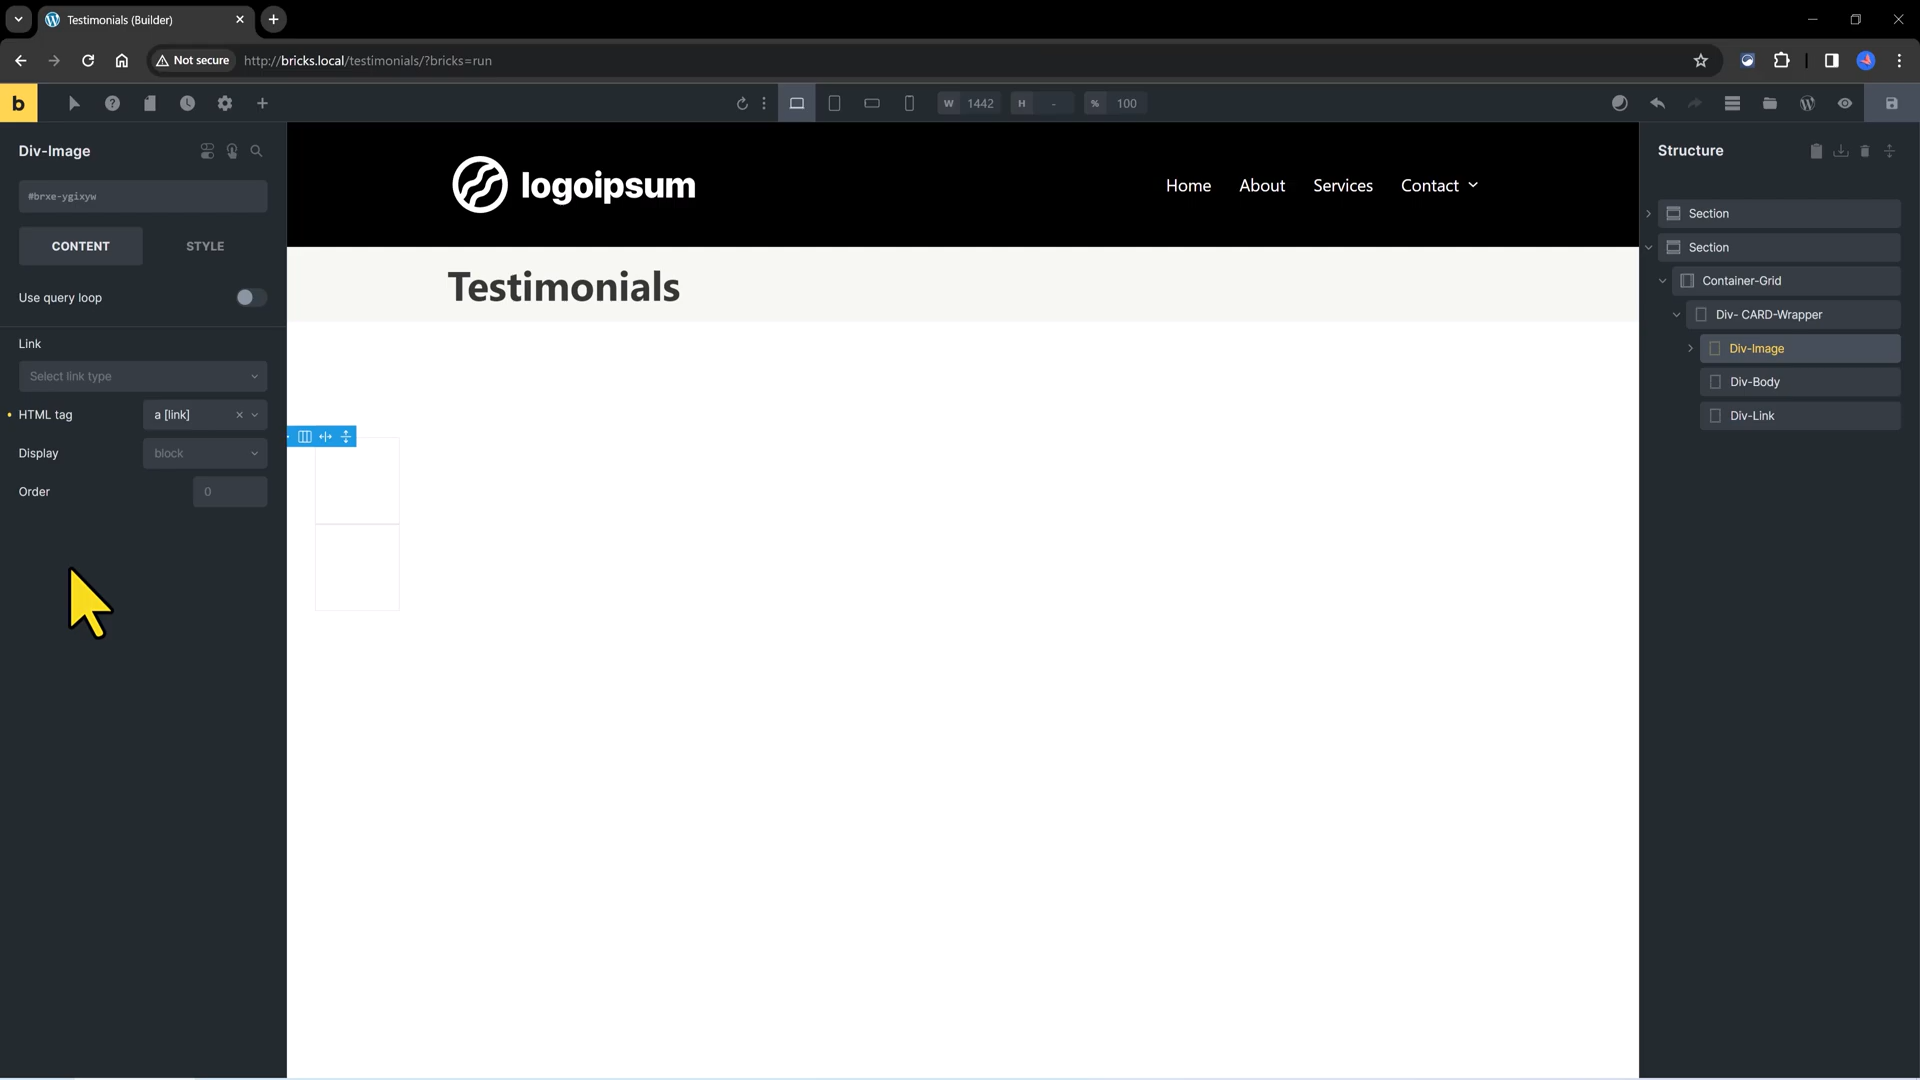 Testimonials (Builder)
Not secure
http://bricks.local/testimonials/?bricks=run
b
W 1442
H -
% 100
Div-Image
#brxe-ygixyw
CONTENT
STYLE
Use query loop
Link
Select link type
HTML tag
a [link]
Display
block
Order
0
logoipsum
Home
About
Services
Contact
Testimonials
Structure
Section
Section
Container-Grid
Div- CARD-Wrapper
Div-Image
Div-Body
Div-Link